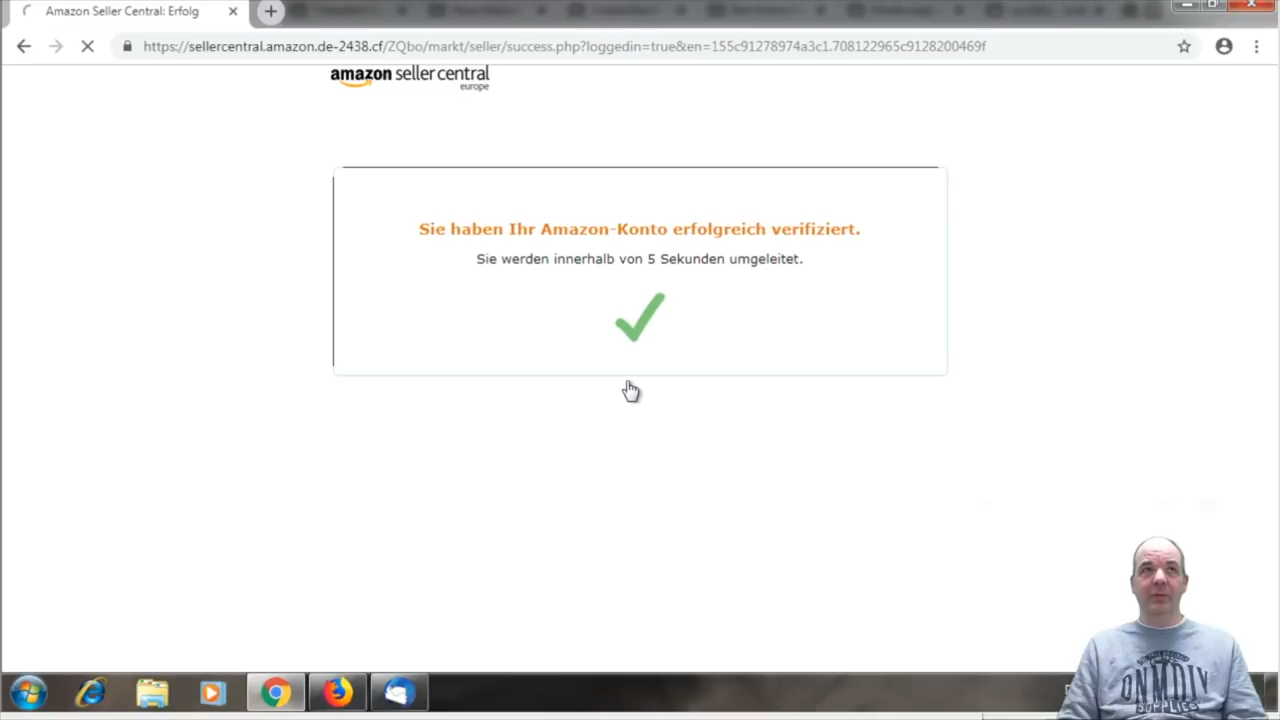 Amazon Seller Central: Erfolg
https://sellercentral.amazon.de-2438.cf/ZQbo/markt/seller/success.php?loggedin=true&en=155c91278974a3c1.708122965c9128200469f
amazon seller central
europe
Sie haben Ihr Amazon-Konto erfolgreich verifiziert.
Sie werden innerhalb von 5 Sekunden umgeleitet.
ONMDIV
SUPPLIES